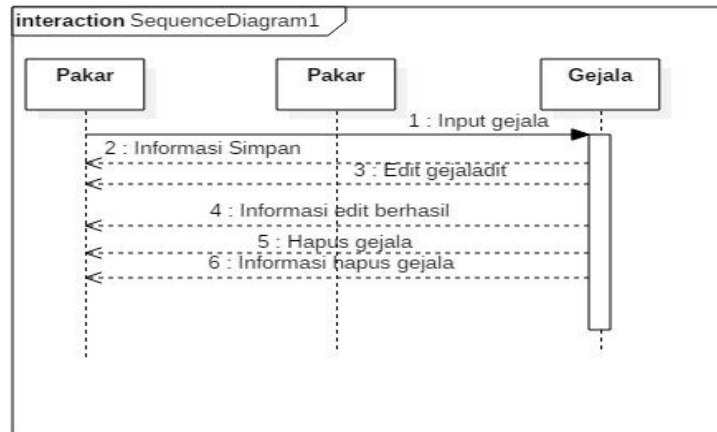 interaction SequenceDiagram1
Pakar Pakar Gejala
1 : Input gejala
2 : Informasi Simpan
3 : Edit gejaladit
4 : Informasi edit berhasil
5 : Hapus gejala
6 : Informasi hapus gejala